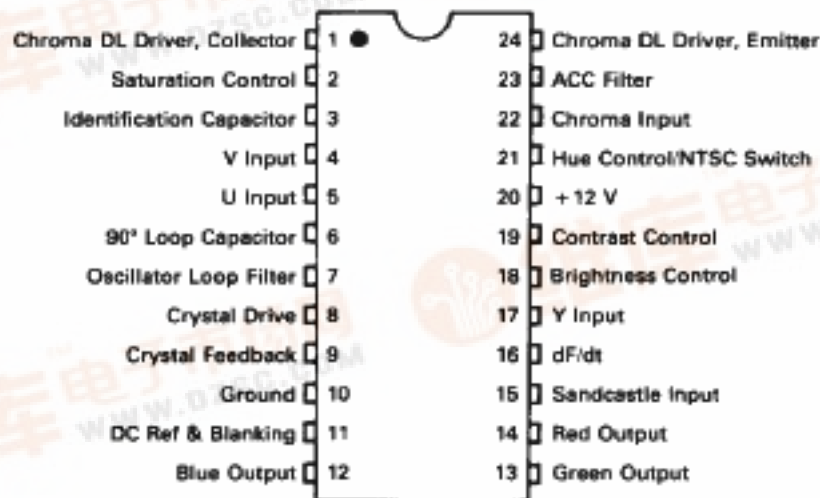 Chroma DL Driver, Collector 1 24 Chroma DL Driver, Emitter
Saturation Control 2 23 ACC Filter
Identification Capacitor 3 22 Chroma Input
V Input 4 21 Hue Control/NTSC Switch
U Input 5 20 +12 V
90° Loop Capacitor 6 19 Contrast Control
Oscillator Loop Filter 7 18 Brightness Control
Crystal Drive 8 17 Y Input
Crystal Feedback 9 16 dF/dt
Ground 10 15 Sandcastle Input
DC Ref & Blanking 11 14 Red Output
Blue Output 12 13 Green Output